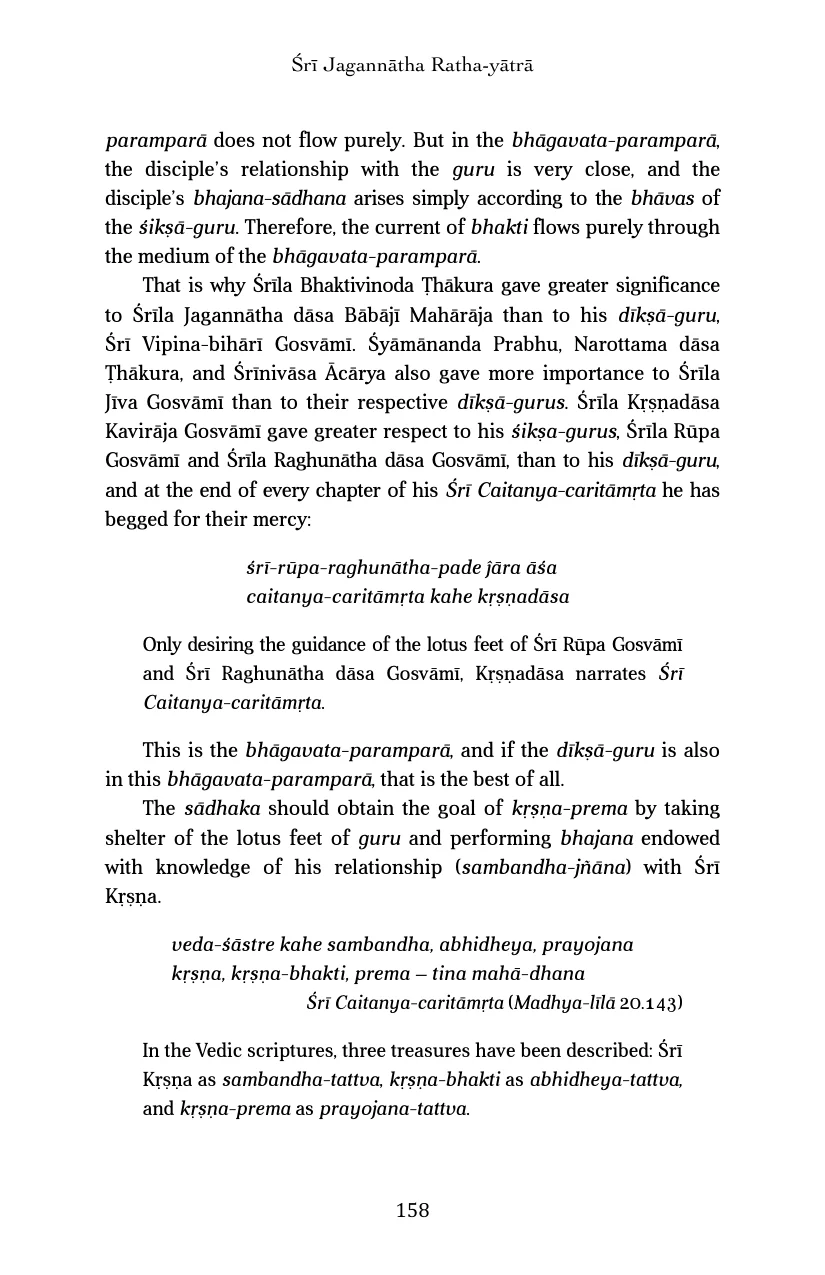 Śrī Jagannātha Ratha-yātrā
paramparā does not flow purely. But in the bhāgavata-paramparā,
the disciple’s relationship with the guru is very close, and the
disciple’s bhajana-sādhana arises simply according to the bhāvas of
the śikṣā-guru. Therefore, the current of bhakti flows purely through
the medium of the bhāgavata-paramparā.
That is why Śrīla Bhaktivinoda Ṭhākura gave greater significance
to Śrīla Jagannātha dāsa Bābājī Mahārāja than to his dīkṣā-guru,
Śrī Vipina-bihārī Gosvāmī. Śyāmānanda Prabhu, Narottama dāsa
Ṭhākura, and Śrīnivāsa Ācārya also gave more importance to Śrīla
Jīva Gosvāmī than to their respective dīkṣā-gurus. Śrīla Kṛṣṇadāsa
Kavirāja Gosvāmī gave greater respect to his śikṣa-gurus, Śrīla Rūpa
Gosvāmī and Śrīla Raghunātha dāsa Gosvāmī, than to his dīkṣā-guru,
and at the end of every chapter of his Śrī Caitanya-caritāmṛta he has
begged for their mercy:
śrī-rūpa-raghunātha-pade ĵāra āśa
caitanya-caritāmṛta kahe kṛṣṇadāsa
Only desiring the guidance of the lotus feet of Śrī Rūpa Gosvāmī
and Śrī Raghunātha dāsa Gosvāmī, Kṛṣṇadāsa narrates Śrī
Caitanya-caritāmṛta.
This is the bhāgavata-paramparā, and if the dīkṣā-guru is also
in this bhāgavata-paramparā, that is the best of all.
The sādhaka should obtain the goal of kṛṣṇa-prema by taking
shelter of the lotus feet of guru and performing bhajana endowed
with knowledge of his relationship (sambandha-jñāna) with Śrī
Kṛṣṇa.
veda-śāstre kahe sambandha, abhidheya, prayojana
kṛṣṇa, kṛṣṇa-bhakti, prema – tina mahā-dhana
Śrī Caitanya-caritāmṛta (Madhya-līlā 20.143)
In the Vedic scriptures, three treasures have been described: Śrī
Kṛṣṇa as sambandha-tattva, kṛṣṇa-bhakti as abhidheya-tattva,
and kṛṣṇa-prema as prayojana-tattva.
158